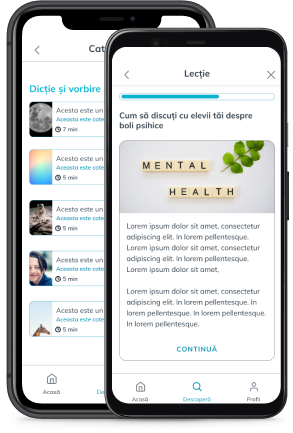 Cat
Dicție și vorbire
Acesta este un
Acesta este cate
7 min
Acesta este un
Acesta este cate
5 min
Acesta este un
Acesta este cate
5 min
Acesta este un
Acesta este cate
5 min
Acesta este un
Acesta este cate
5 min
Acasă
De
Lecție
Cum să discuți cu elevii tăi despre
boli psihice
MENTAL
HEALTH
Lorem ipsum dolor sit amet, consectetur
adipiscing elit. In lorem pellentesque.
Lorem ipsum dolor sit amet, consectetur
adipiscing elit. In lorem pellentesque.
Lorem ipsum dolor sit amet,
Lorem ipsum dolor sit amet, consectetur
adipiscing elit. In lorem pellentesque. In
lorem pellentesque. In lorem pellentesque.
In lorem pellentesque.
CONTINUĂ
Acasă
Descoperă
Profil